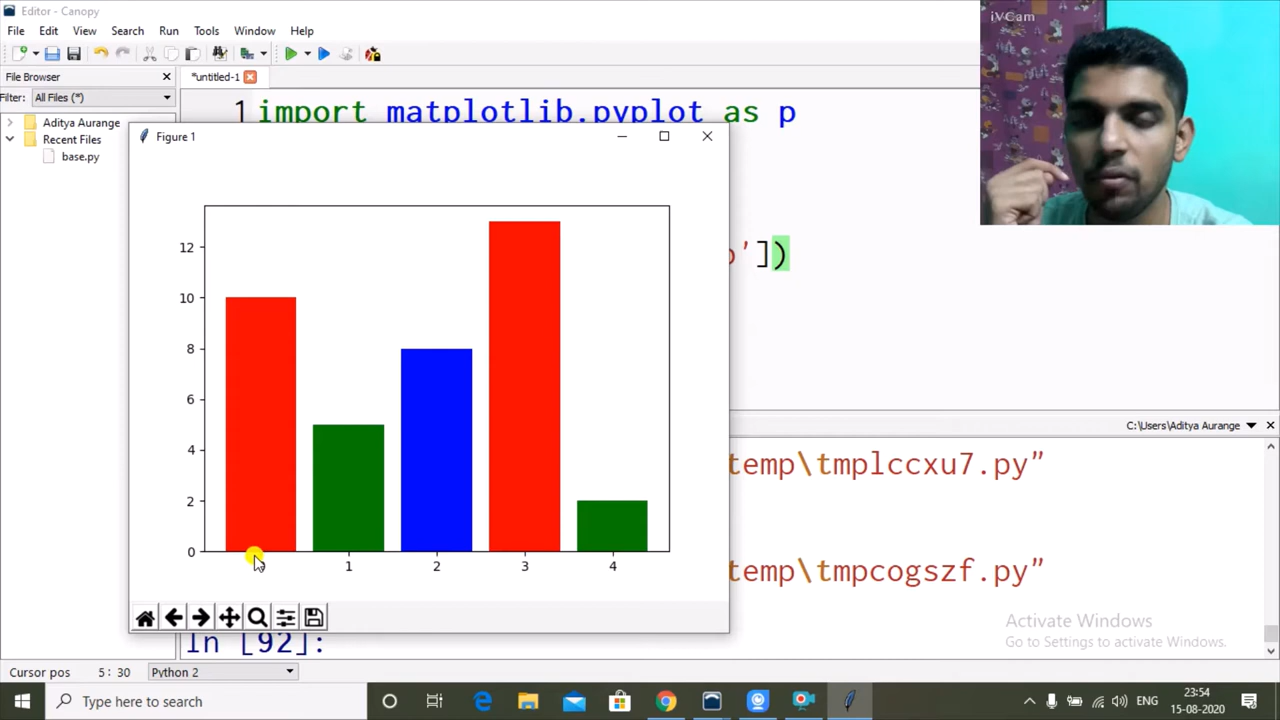 Editor - Canopy
iVCam
File Edit View Search Run Tools Window Help
File Browser
*untitled-1
Filter: All Files (*)
1 import matplotlib.pyplot as p
Aditya Aurange
Recent Files
base.py
Figure 1
'])
12
10
8
6
4
2
0
1 2 3 4
C:\Users\Aditya Aurange
temp\tmplccxu7.py"
temp\tmpcogszf.py"
Activate Windows
Go to Settings to activate Windows.
In [92]:
Cursor pos 5: 30 Python 2
Type here to search
ENG
23:54
15-08-2020